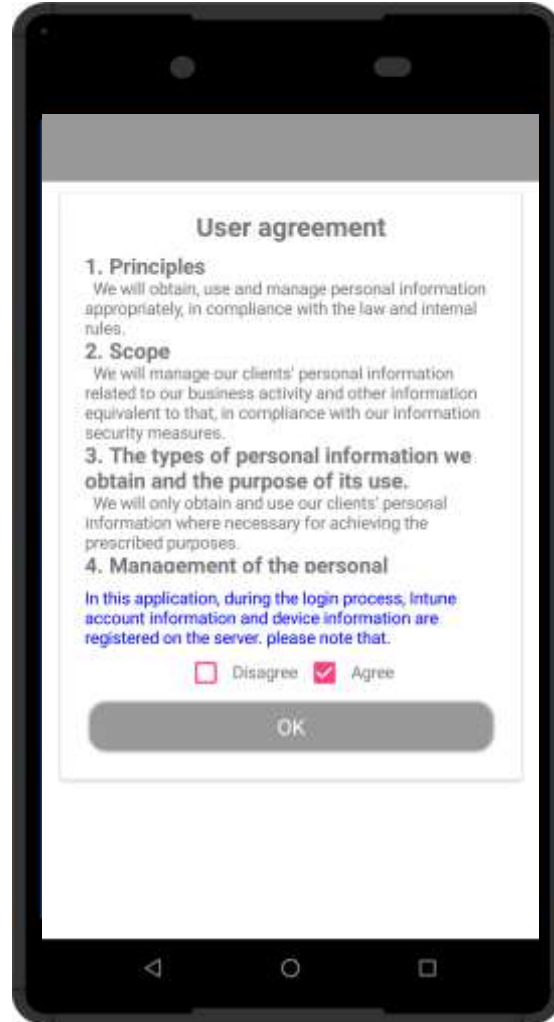 User agreement
1. Principles
We will obtain, use and manage personal information
appropriately, in compliance with the law and internal
rules.
2. Scope
We will manage our clients' personal information
related to our business activity and other information
equivalent to that, in compliance with our information
security measures.
3. The types of personal information we
obtain and the purpose of its use.
We will only obtain and use our clients' personal
information where necessary for achieving the
prescribed purposes.
4. Management of the personal
In this application, during the login process, Intune
account information and device information are
registered on the server. please note that.
Disagree Agree
OK